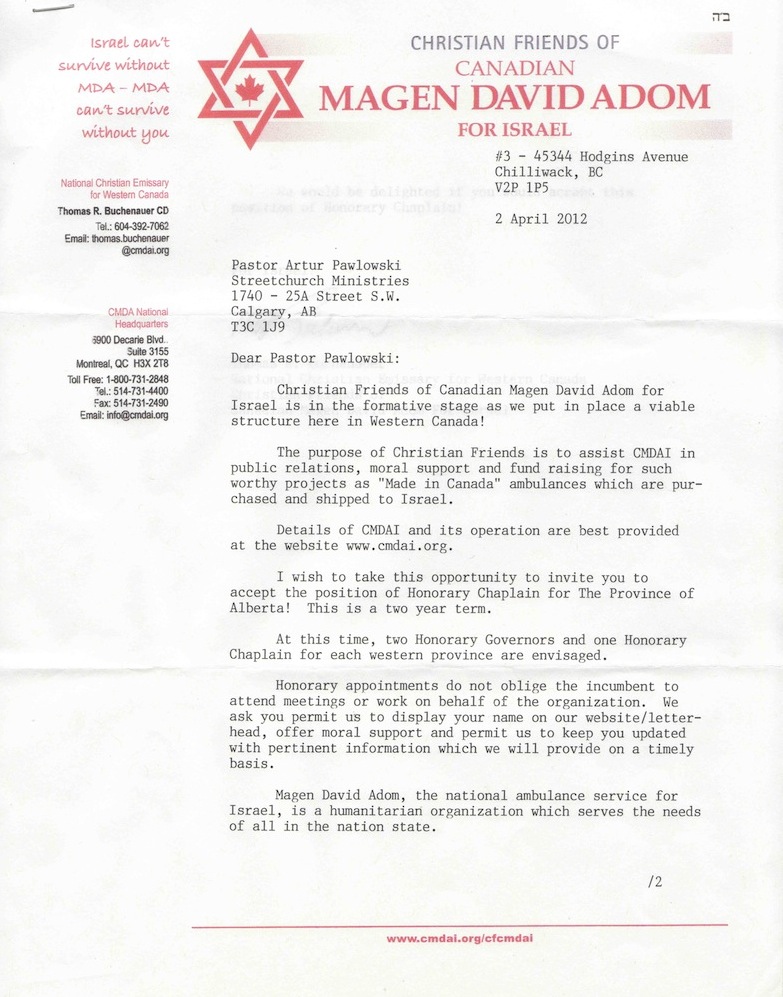 ב״ה
Israel can't
survive without
MDA – MDA
can't survive
without you
CHRISTIAN FRIENDS OF
CANADIAN
MAGEN DAVID ADOM
FOR ISRAEL
National Christian Emissary
for Western Canada
Thomas R. Buchenauer CD
Tel.: 604-392-7062
Email: thomas.buchenauer
@cmdai.org
CMDA National
Headquarters
6900 Decarie Blvd.
Suite 3155
Montreal, QC H3X 2T8
Toll Free: 1-800-731-2848
Tel.: 514-731-4400
Fax: 514-731-2490
Email: info@cmdai.org
#3 - 45344 Hodgins Avenue
Chilliwack, BC
V2P 1P5
2 April 2012
Pastor Artur Pawlowski
Streetchurch Ministries
1740 - 25A Street S.W.
Calgary, AB
T3C 1J9
Dear Pastor Pawlowski:
Christian Friends of Canadian Magen David Adom for
Israel is in the formative stage as we put in place a viable
structure here in Western Canada!
The purpose of Christian Friends is to assist CMDAI in
public relations, moral support and fund raising for such
worthy projects as "Made in Canada" ambulances which are pur-
chased and shipped to Israel.
Details of CMDAI and its operation are best provided
at the website www.cmdai.org.
I wish to take this opportunity to invite you to
accept the position of Honorary Chaplain for The Province of
Alberta! This is a two year term.
At this time, two Honorary Governors and one Honorary
Chaplain for each western province are envisaged.
Honorary appointments do not oblige the incumbent to
attend meetings or work on behalf of the organization. We
ask you permit us to display your name on our website/letter-
head, offer moral support and permit us to keep you updated
with pertinent information which we will provide on a timely
basis.
Magen David Adom, the national ambulance service for
Israel, is a humanitarian organization which serves the needs
of all in the nation state.
/2
www.cmdai.org/cfcmdai